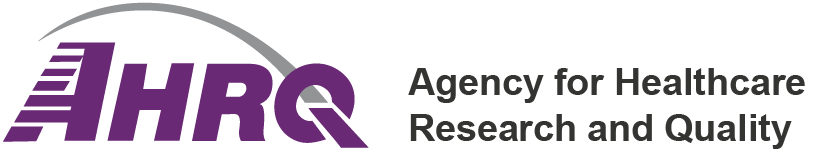 AHRQ
Agency for Healthcare
Research and Quality